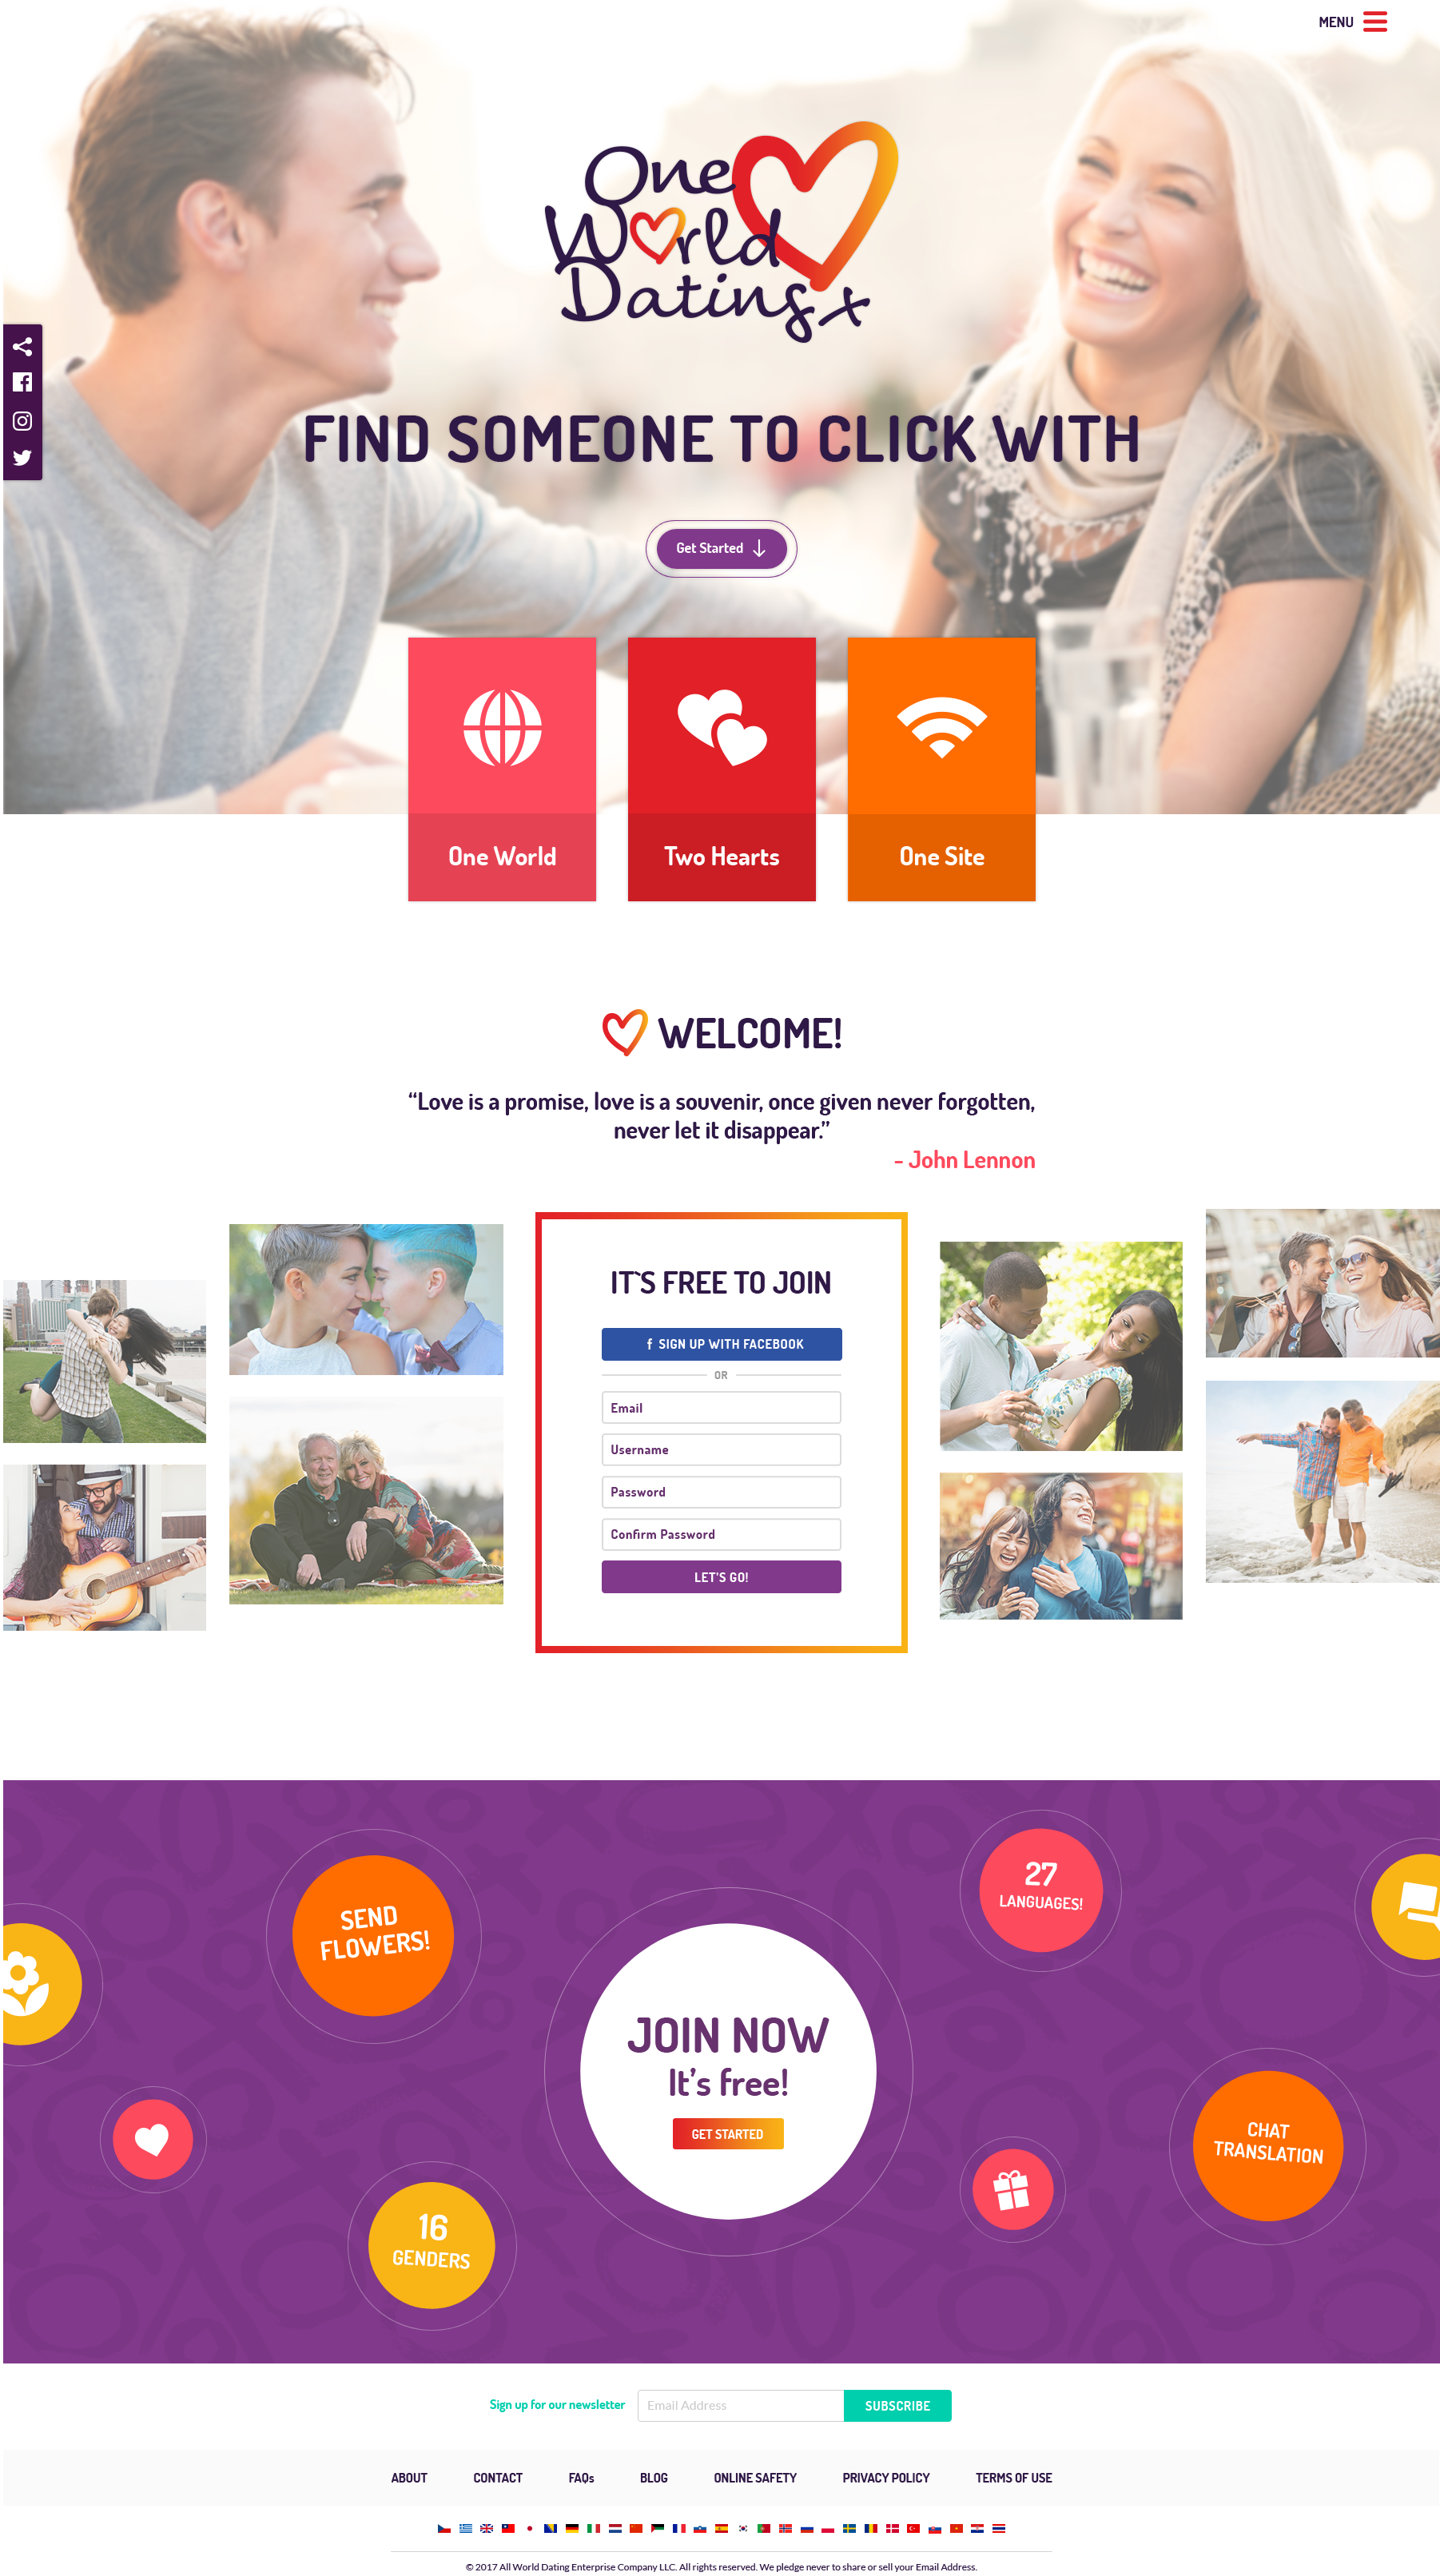 MENU
One
World
Dating x
FIND SOMEONE TO CLICK WITH
Get Started
One World
Two Hearts
One Site
WELCOME!
“Love is a promise, love is a souvenir, once given never forgotten,
never let it disappear.”
- John Lennon
IT`S FREE TO JOIN
f SIGN UP WITH FACEBOOK
OR
Email
Username
Password
Confirm Password
LET’S GO!
27
LANGUAGES!
SEND
FLOWERS!
JOIN NOW
It’s free!
GET STARTED
CHAT
TRANSLATION
16
GENDERS
Sign up for our newsletter
Email Address
SUBSCRIBE
ABOUT CONTACT FAQs BLOG ONLINE SAFETY PRIVACY POLICY TERMS OF USE
© 2017 All World Dating Enterprise Company LLC. All rights reserved. We pledge never to share or sell your Email Address.